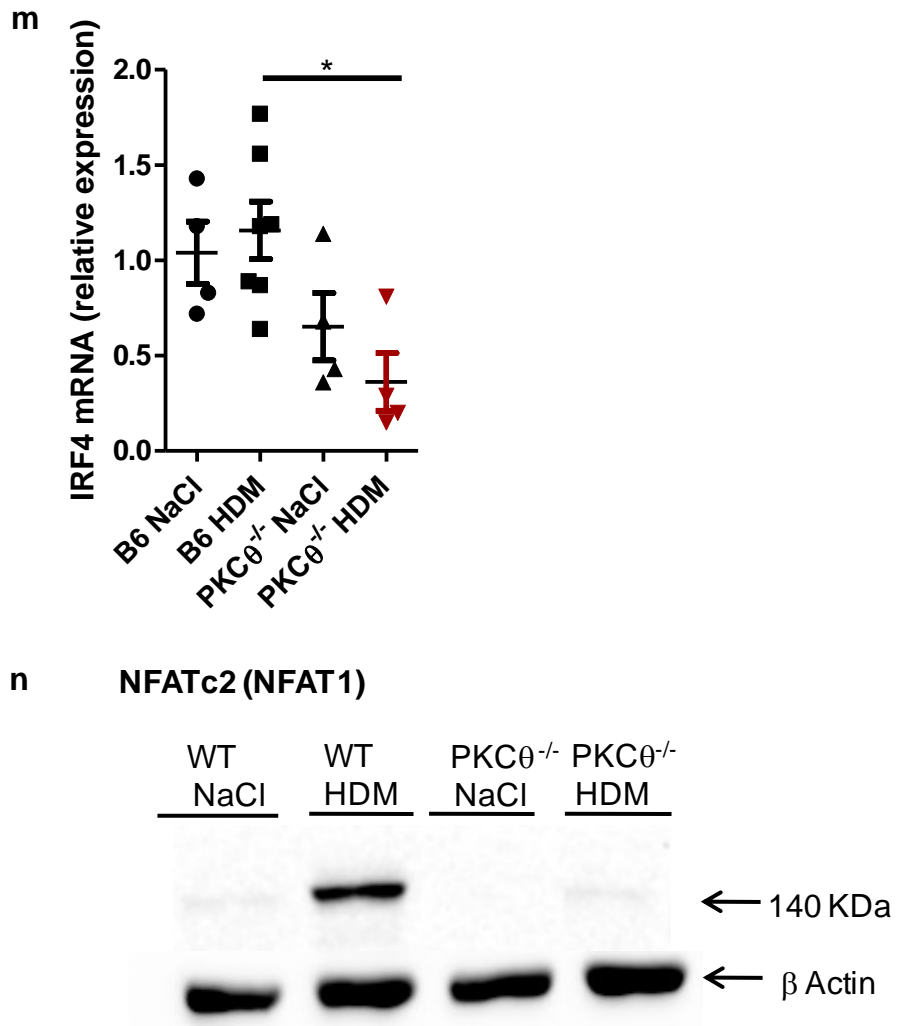 m
*
IRF4 mRNA (relative expression)
2.0
1.5
1.0
0.5
0.0
B6 NaCl
B6 HDM
PKCθ-/- NaCl
PKCθ-/- HDM
n NFATc2 (NFAT1)
WT WT PKCθ-/- PKCθ-/-
NaCl HDM NaCl HDM
140 KDa
β Actin